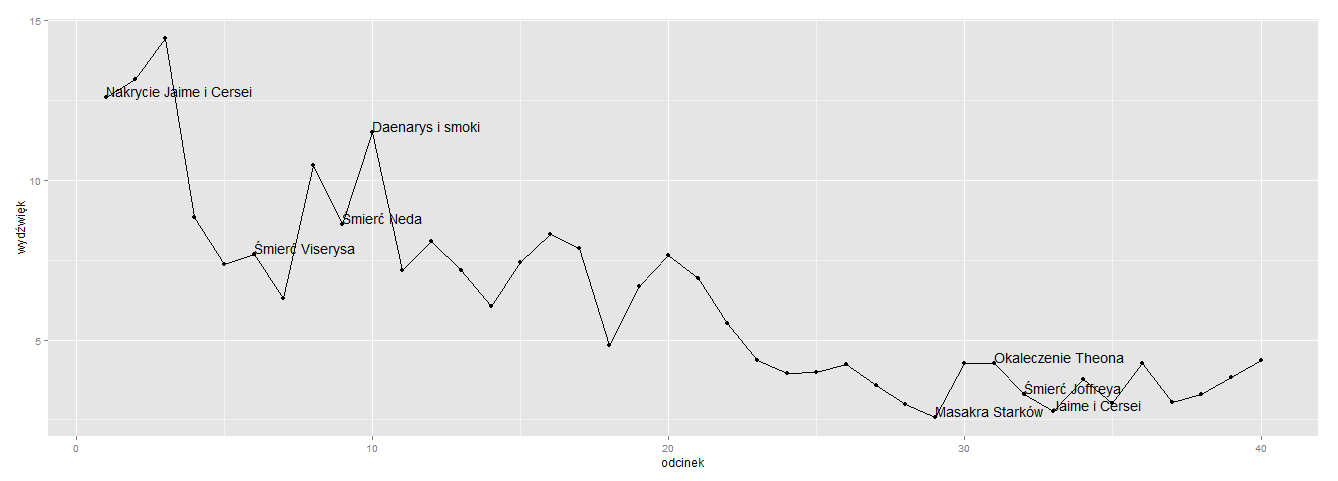 15
Nakrycie Jaime i Cersei
Daenarys i smoki
10
Śmierć Neda
wydźwięk
Śmierć Viserysa
5
Okaleczenie Theona
Śmierć Joffreya
Jaime i Cersei
Masakra Starków
0
10
20
30
40
odcinek